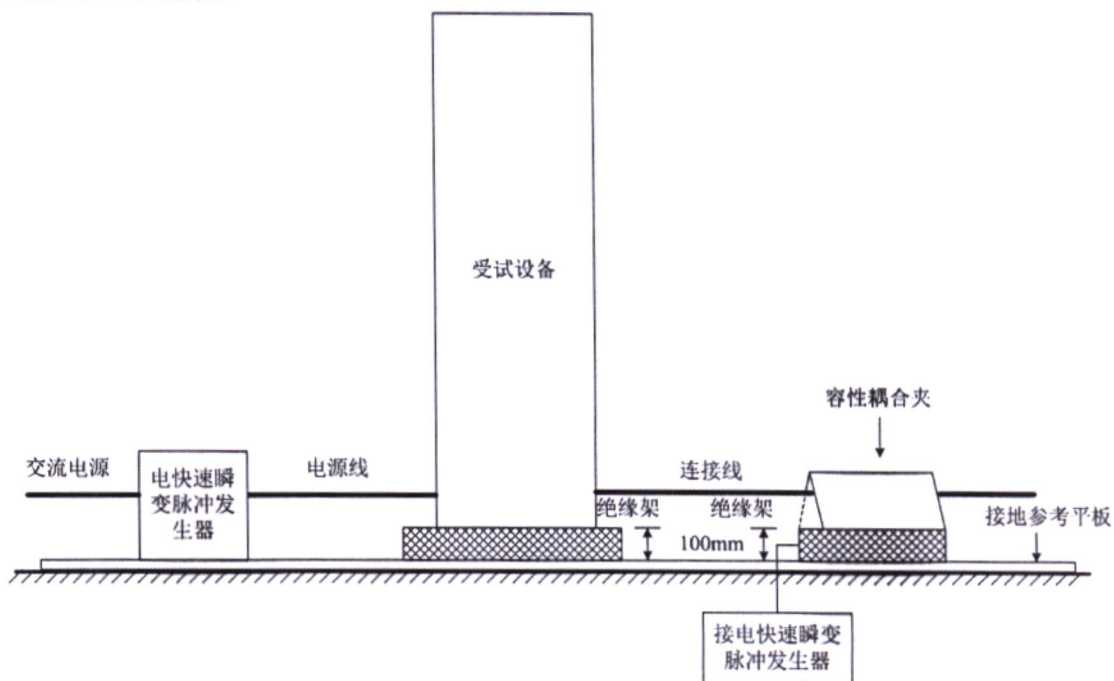 受试设备
容性耦合夹
交流电源
电快速瞬
变脉冲发
生器
电源线
连接线
绝缘架
绝缘架
100mm
接地参考平板
接电快速瞬变
脉冲发生器